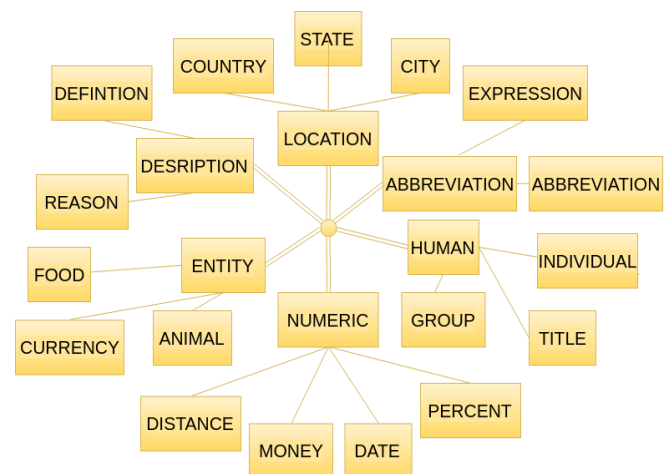 STATE
COUNTRY
CITY
DEFINTION
EXPRESSION
LOCATION
DESRIPTION
ABBREVIATION
ABBREVIATION
REASON
HUMAN
INDIVIDUAL
ENTITY
FOOD
NUMERIC
GROUP
TITLE
ANIMAL
CURRENCY
PERCENT
DISTANCE
MONEY
DATE